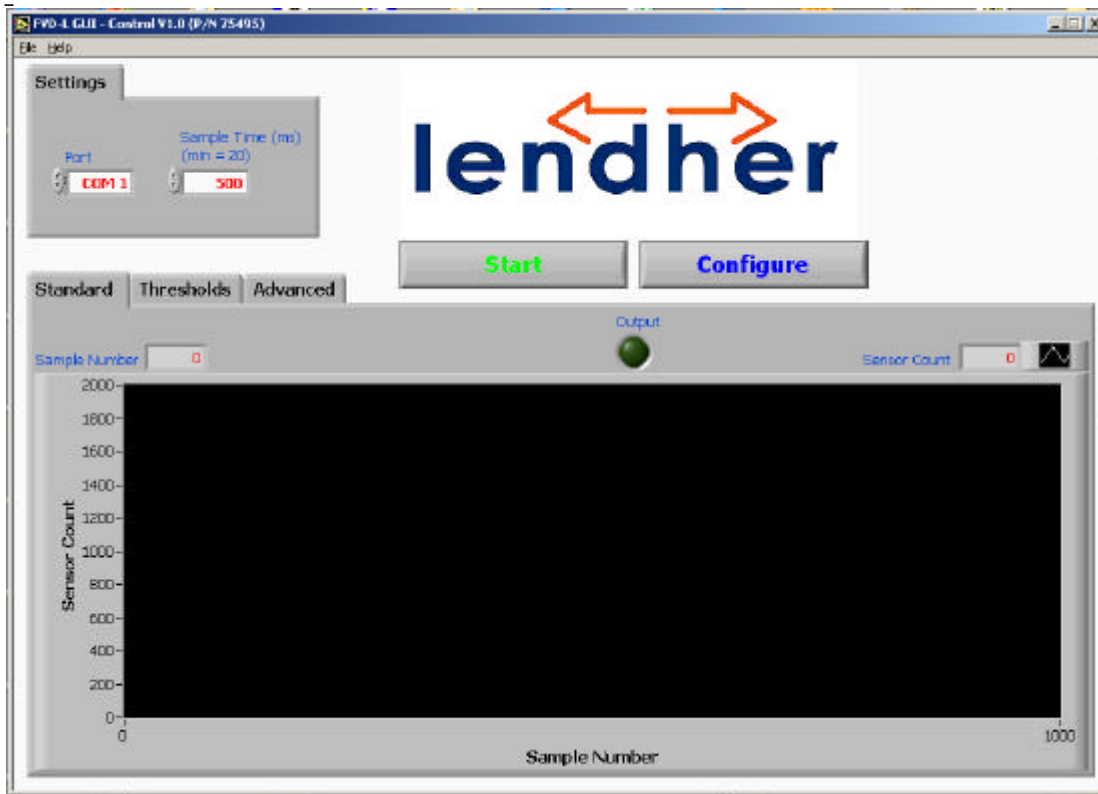 FVD-L GUI - Control V1.0 (P/N 25495)
File Help
Settings
Port
COM 1
Sample Time (ms)
(min = 20)
500
lendher
Start
Configure
Standard
Thresholds
Advanced
Output
Sample Number
0
Sensor Count
0
2000
1800
1600
1400
1200
1000
800
600
400
200
0
Sensor Count
0
1000
Sample Number